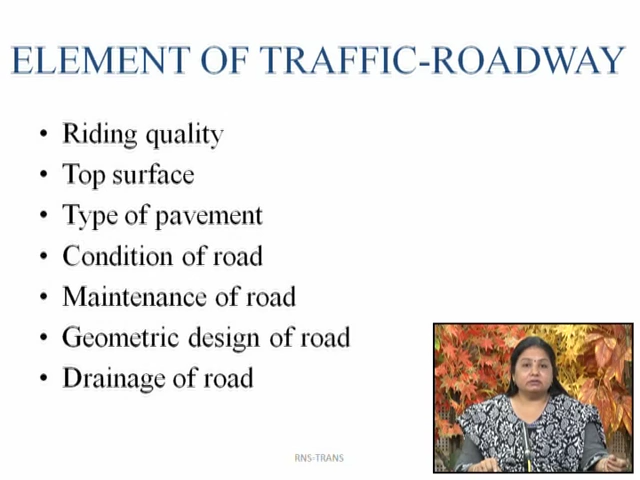 ELEMENT OF TRAFFIC-ROADWAY
• Riding quality
• Top surface
• Type of pavement
• Condition of road
• Maintenance of road
• Geometric design of road
• Drainage of road
RNS-TRANS